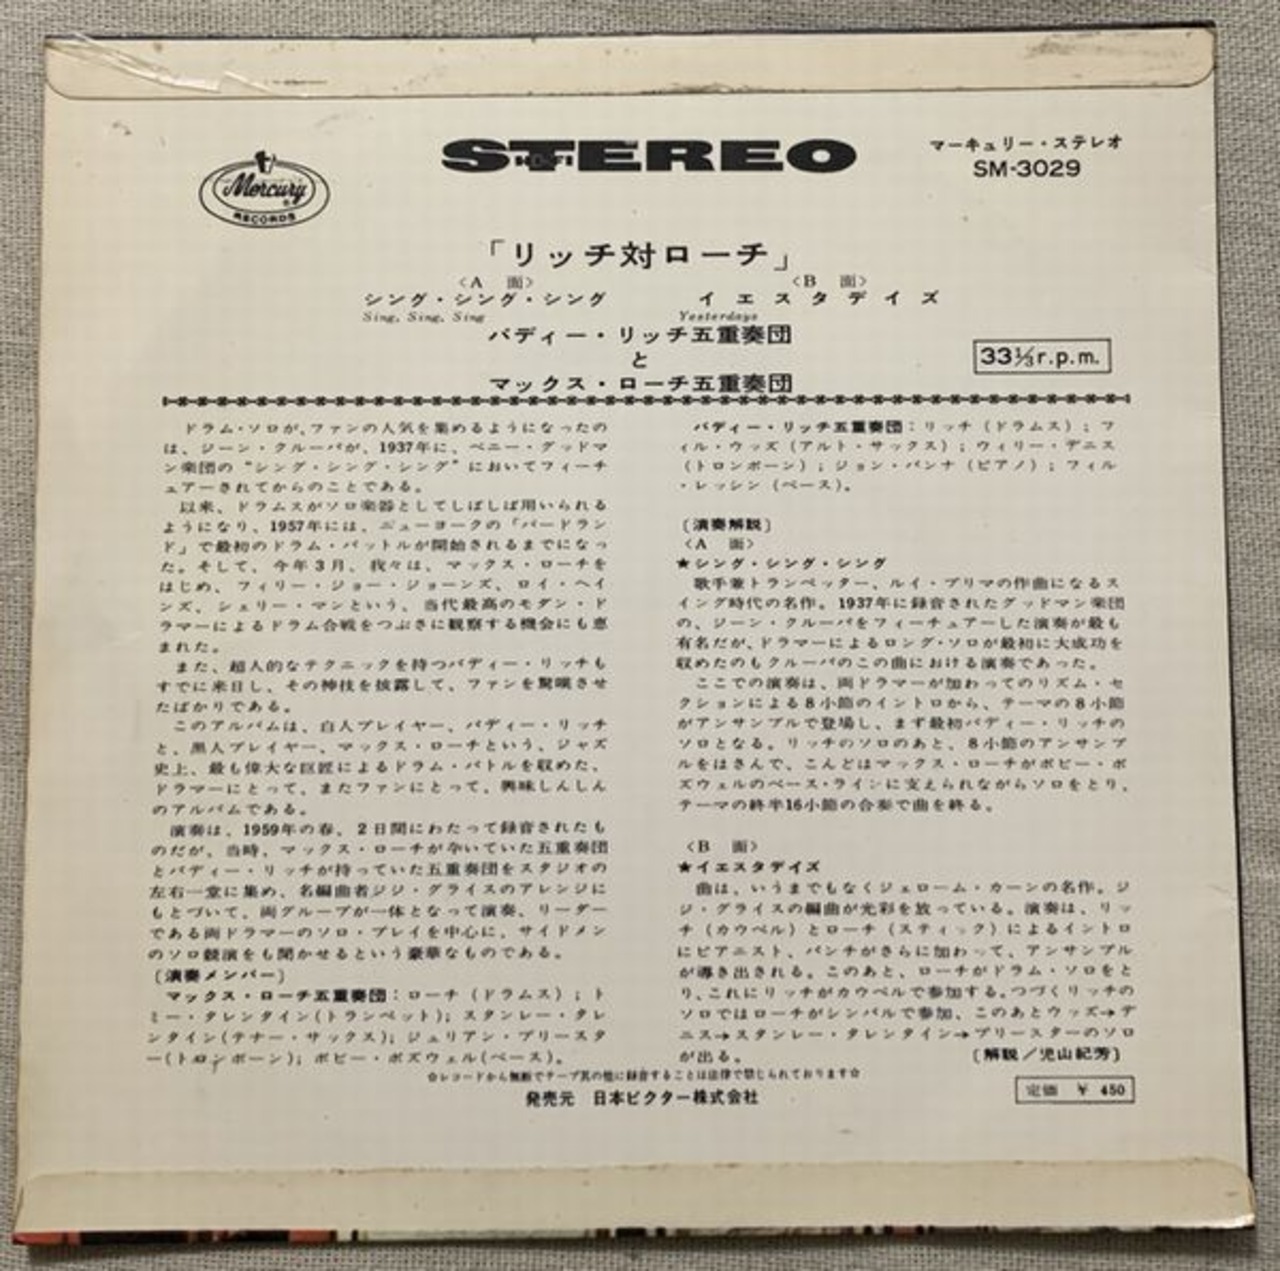 STEREO
HI-FI
マーキュリー・ステレオ
SM-3029
Mercury
RECORDS
「リッチ対ローチ」
〈A 面〉
シング・シング・シング
Sing, Sing, Sing
〈B 面〉
イエスタデイズ
Yesterdays
バディー・リッチ五重奏団
と
マックス・ローチ五重奏団
33⅓r.p.m.
ドラム・ソロが、ファンの人気を集めるようになったの
は、ジーン・クルーパが、1937年に、ベニー・グッドマ
ン楽団の“シング・シング・シング”においてフィーチ
ュアーされてからのことである。
以来、ドラムスがソロ楽器としてしばしば用いられる
ようになり、1957年には、ニューヨークの「バードラン
ド」で最初のドラム・バットルが開始されるまでになっ
た。そして、今年3月、我々は、マックス・ローチを
はじめ、フィリー・ジョー・ジョーンズ、ロイ・ヘイ
ンズ、シェリー・マンという、当代最高のモダン・ド
ラマーによるドラム合戦をつぶさに観察する機会にも恵
まれた。
また、超人的なテクニックを持つバディー・リッチも
すでに来日し、その神技を披露して、ファンを驚嘆させ
たばかりである。
このアルバムは、白人プレイヤー、バディー・リッチ
と、黒人プレイヤー、マックス・ローチという、ジャズ
史上、最も偉大な巨匠によるドラム・バトルを収めた、
ドラマーにとって、またファンにとって、興味しんしん
のアルバムである。
演奏は、1959年の春、2日間にわたって録音されたも
のだが、当時、マックス・ローチが率いていた五重奏団
とバディー・リッチが持っていた五重奏団をスタジオの
左右一堂に集め、名編曲者ジジ・グライスのアレンジに
もとづいて、両グループが一体となって演奏、リーダー
である両ドラマーのソロ・プレイを中心に、サイドメン
のソロ競演をも聞かせるという豪華なものである。
〔演奏メンバー〕
マックス・ローチ五重奏団：ローチ（ドラムス）；ト
ミー・タレンタイン(トランペット)；スタンレー・タレ
ンタイン(テナー・サックス)；ジュリアン・プリースタ
ー(トロンボーン)；ボビー・ボズウェル(ベース)。
バディー・リッチ五重奏団：リッチ（ドラムス）；フ
ィル・ウッズ（アルト・サックス）；ウィリー・デニス
（トロンボーン）；ジョン・バンチ（ピアノ）；フィル
・レッシン（ベース）。
〔演奏解説〕
〈A 面〉
★シング・シング・シング
歌手兼トランペッター、ルイ・プリマの作曲になるス
イング時代の名作。1937年に録音されたグッドマン楽団
の、ジーン・クルーパをフィーチュアーした演奏が最も
有名だが、ドラマーによるロング・ソロが最初に大成功を
収めたのもクルーパのこの曲における演奏であった。
ここでの演奏は、両ドラマーが加わってのリズム・セ
クションによる8小節のイントロから、テーマの8小節
がアンサンブルで登場し、まず最初バディー・リッチの
ソロとなる。リッチのソロのあと、8小節のアンサンブ
ルをはさんで、こんどはマックス・ローチがボビー・ボ
ズウェルのベース・ラインに支えられながらソロをとり、
テーマの終半16小節の合奏で曲を終る。
〈B 面〉
★イエスタデイズ
曲は、いうまでもなくジェローム・カーンの名作。ジ
ジ・グライスの編曲が光彩を放っている。演奏は、リッ
チ（カウベル）とローチ（スティック）によるイントロ
にピアニスト、バンチがさらに加わって、アンサンブル
が導き出される。このあと、ローチがドラム・ソロをと
り、これにリッチがカウベルで参加する。つづくリッチの
ソロではローチがシンバルで参加、このあとウッズ→デ
ニス→スタンレー・タレンタイン→プリースターのソロ
が出る。
〔解説／児山紀芳〕
☆レコードから無断でテープ其の他に録音することは法律で禁じられております☆
発売元 日本ビクター株式会社
定価 ￥450